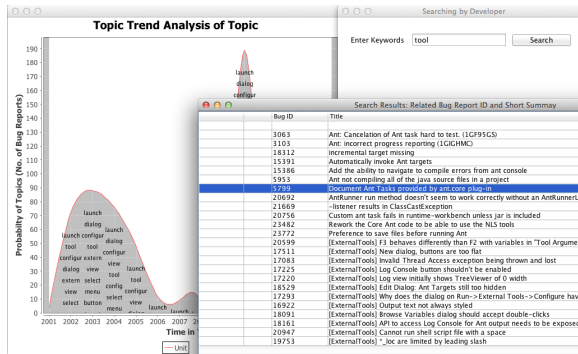 Searching by Developer
Topic Trend Analysis of Topic
Enter Keywords
tool
Search
Probabilty of Topics (No. of Bug Reports)
190
180
170
160
150
140
130
120
110
100
90
80
70
60
50
40
30
20
10
0
launch
dialog
configur
launch
launch configur dialog
tool tool configur
configur extern view
dialog view tool launch
extern select config tool
view menu select configur
select button menu view
launch launch
2001 2002 2003 2004 2005 2006 2007
Time in
Unit
Search Results: Related Bug Report ID and Short Summay
Bug ID Title
3063 Ant: Cancelation of Ant task hard to test. (1GF95GS)
3103 Ant: incorrect progress reporting (1GIGHMC)
18312 incremental target missing
15391 Automatically invoke Ant targets
15386 Add the ability to navigate to compile errors from ant console
5953 Ant not compiling all of the java source files in a project
5799 Document Ant Tasks provided by ant.core plug-in
20692 AntRunner run method doesn't seem to work correctly without an AntRunnerL
21669 -listener results in ClassCastException
20756 Custom ant task fails in runtime-workbench unless jar is included
23482 Rework the Core Ant code to be able to use the NLS tools
23772 Preference to save files before running Ant
20599 [ExternalTools] F3 behaves differently than F2 with variables in "Tool Argume
17511 [ExternalTools] New dialog, buttons are too flat
17083 [ExternalTools] Invalid Thread Access exception being thrown and lost
17225 [ExternalTools] Log Console button shouldn't be enabled
17220 [ExternalTools] Log view initially shows TreeViewer of 0 width
18529 [ExternalTools] Edit Dialog: Ant Targets still too hidden
17293 [ExternalTools] Why does the dialog on Run->External Tools->Configure hav
16922 [ExternalTools] Output text not always styled
18091 [ExternalTools] Browse Variables dialog should accept double-clicks
18161 [ExternalTools] API to access Log Console for Ant output needs to be exposed
20947 [ExternalTools] Cannot run shell script file with a space
19753 [ExternalTools] *_loc are limited by leading slash